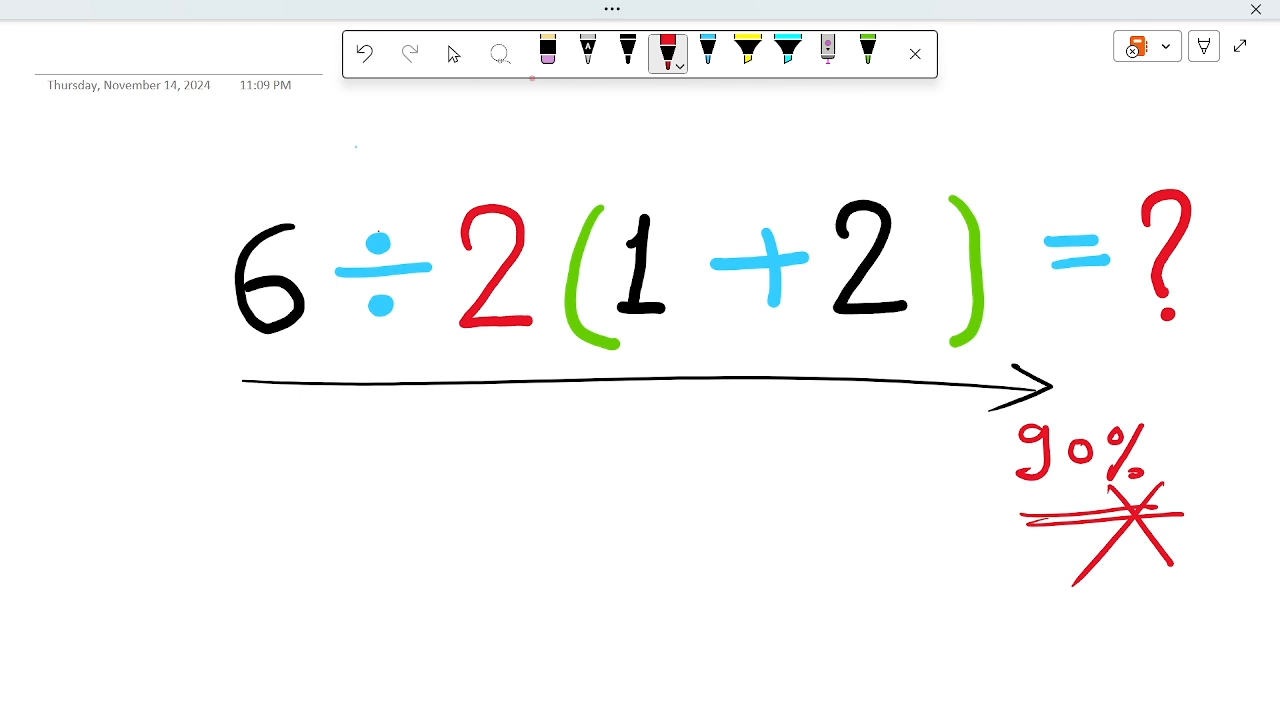 Thursday, November 14, 2024 11:09 PM
6 ÷ 2 ( 1 + 2 ) = ?
90%